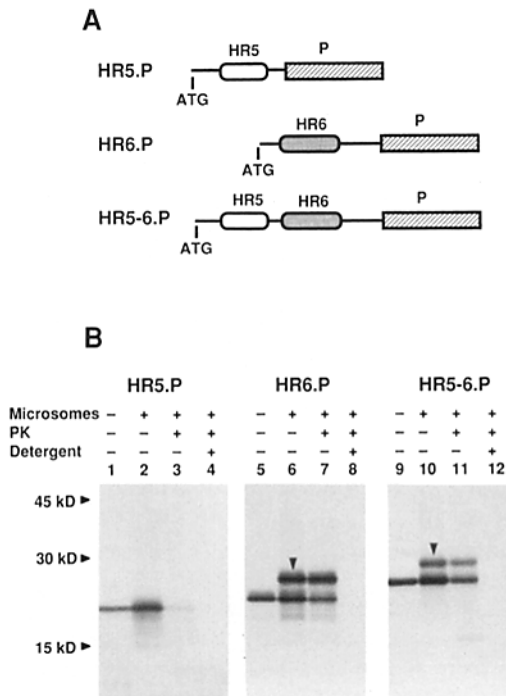 A
HR5.P
HR5
P
ATG
HR6.P
HR6
P
ATG
HR5-6.P
HR5
HR6
P
ATG
B
HR5.P HR6.P HR5-6.P
Microsomes − + + + − + + + − + + +
PK + + + + + +
Detergent + + +
1 2 3 4 5 6 7 8 9 10 11 12
45 kD
30 kD
15 kD